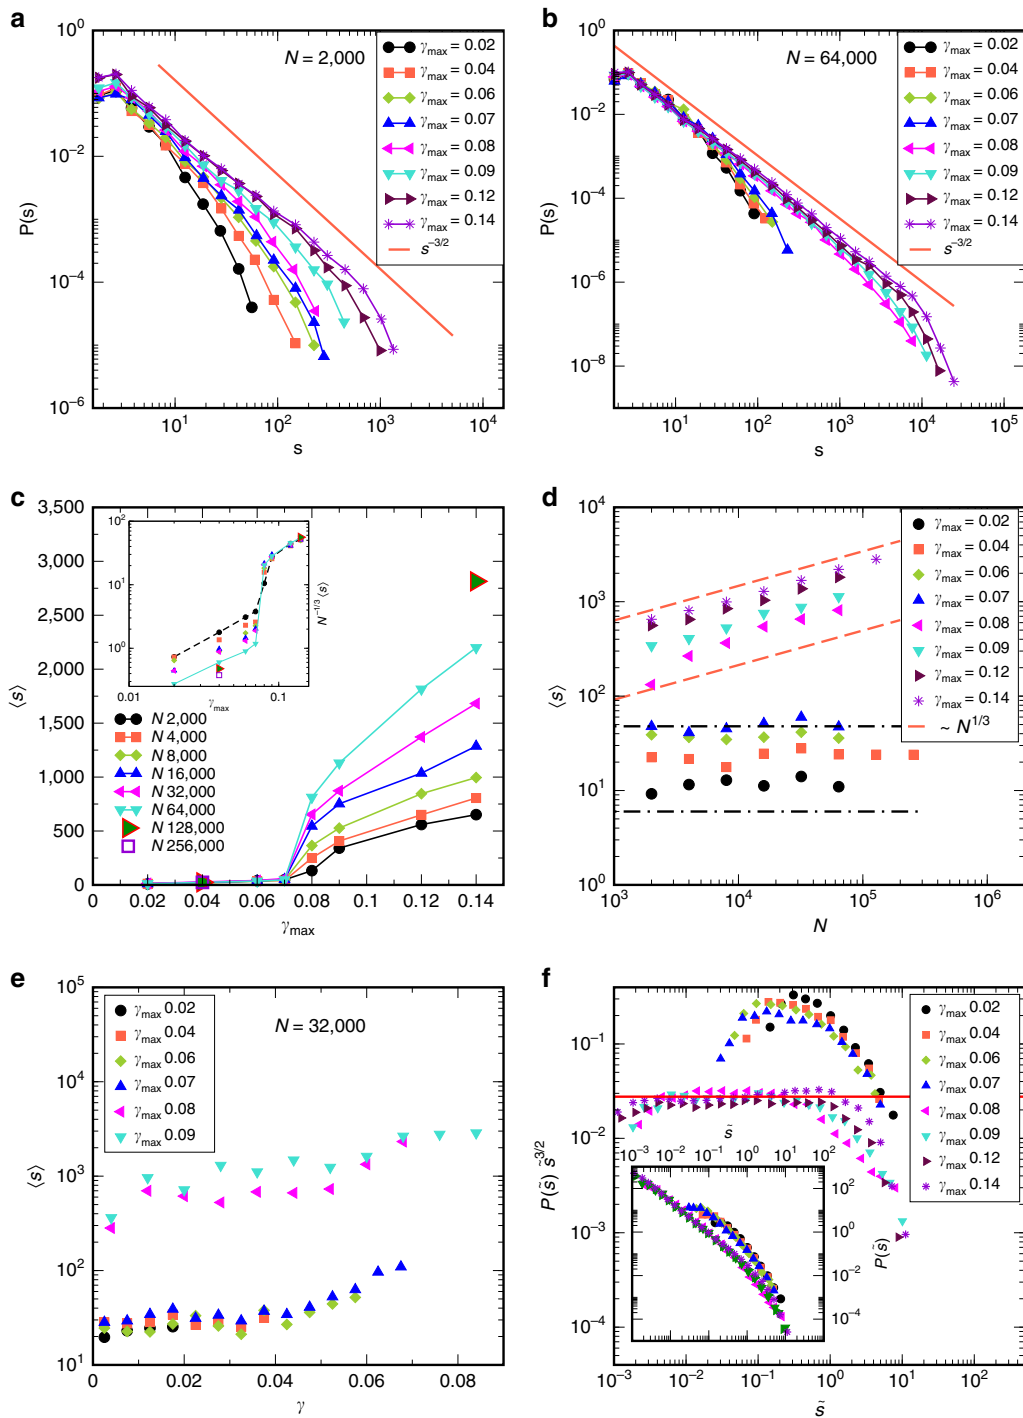 a
10^0
10^-2
10^-4
10^-6
P(s)
N = 2,000
γmax = 0.02
γmax = 0.04
γmax = 0.06
γmax = 0.07
γmax = 0.08
γmax = 0.09
γmax = 0.12
γmax = 0.14
s^-3/2
10^1 10^2 10^3 10^4
s
b
10^0
10^-2
10^-4
10^-6
10^-8
P(s)
N = 64,000
γmax = 0.02
γmax = 0.04
γmax = 0.06
γmax = 0.07
γmax = 0.08
γmax = 0.09
γmax = 0.12
γmax = 0.14
s^-3/2
10^1 10^2 10^3 10^4 10^5
s
c
3,500
3,000
2,500
2,000
1,500
1,000
500
0
⟨s⟩
10^2
10^1
10^0
N^-1/3 ⟨s⟩
0.01 0.1
γmax
N 2,000
N 4,000
N 8,000
N 16,000
N 32,000
N 64,000
N 128,000
N 256,000
0 0.02 0.04 0.06 0.08 0.1 0.12 0.14
γmax
d
10^4
10^3
10^2
10^1
10^0
⟨s⟩
γmax = 0.02
γmax = 0.04
γmax = 0.06
γmax = 0.07
γmax = 0.08
γmax = 0.09
γmax = 0.12
γmax = 0.14
~ N^1/3
10^3 10^4 10^5 10^6
N
e
10^5
10^4
10^3
10^2
10^1
⟨s⟩
N = 32,000
γmax 0.02
γmax 0.04
γmax 0.06
γmax 0.07
γmax 0.08
γmax 0.09
0 0.02 0.04 0.06 0.08
γ
f
10^-1
10^-2
10^-3
10^-4
P(s̃) s̃^3/2
γmax 0.02
γmax 0.04
γmax 0.06
γmax 0.07
γmax 0.08
γmax 0.09
γmax 0.12
γmax 0.14
s̃
10^-3 10^-2 10^-1 10^0 10^1 10^2
10^2
10^0
10^-2
10^-4
P(s̃)
10^-3 10^-2 10^-1 10^0 10^1
s̃